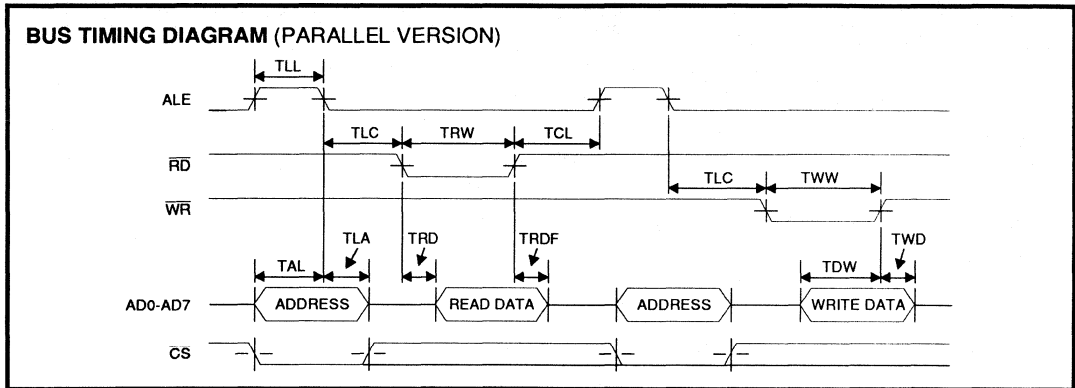 BUS TIMING DIAGRAM (PARALLEL VERSION)
TLL
ALE
TLC TRW TCL
RD
TLC TWW
WR
TLA TRD TRDF TWD
TAL TDW
AD0-AD7 ADDRESS READ DATA ADDRESS WRITE DATA
CS